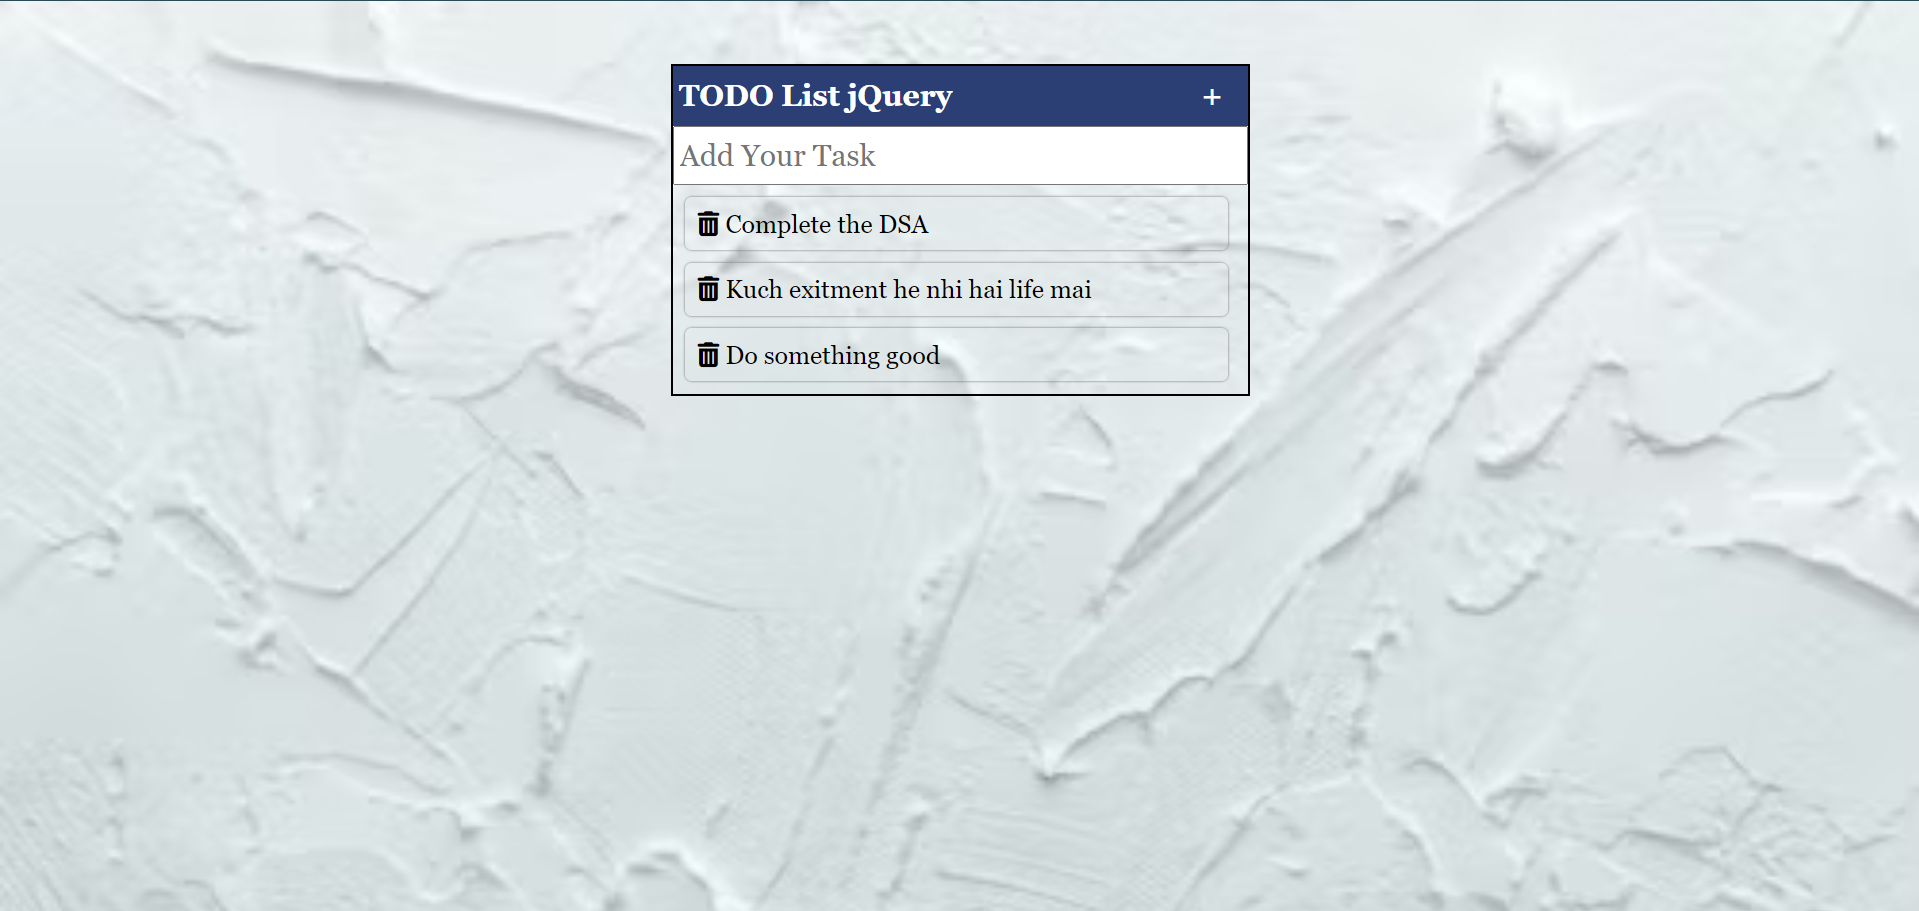 TODO List jQuery +
Add Your Task
Complete the DSA
Kuch exitment he nhi hai life mai
Do something good